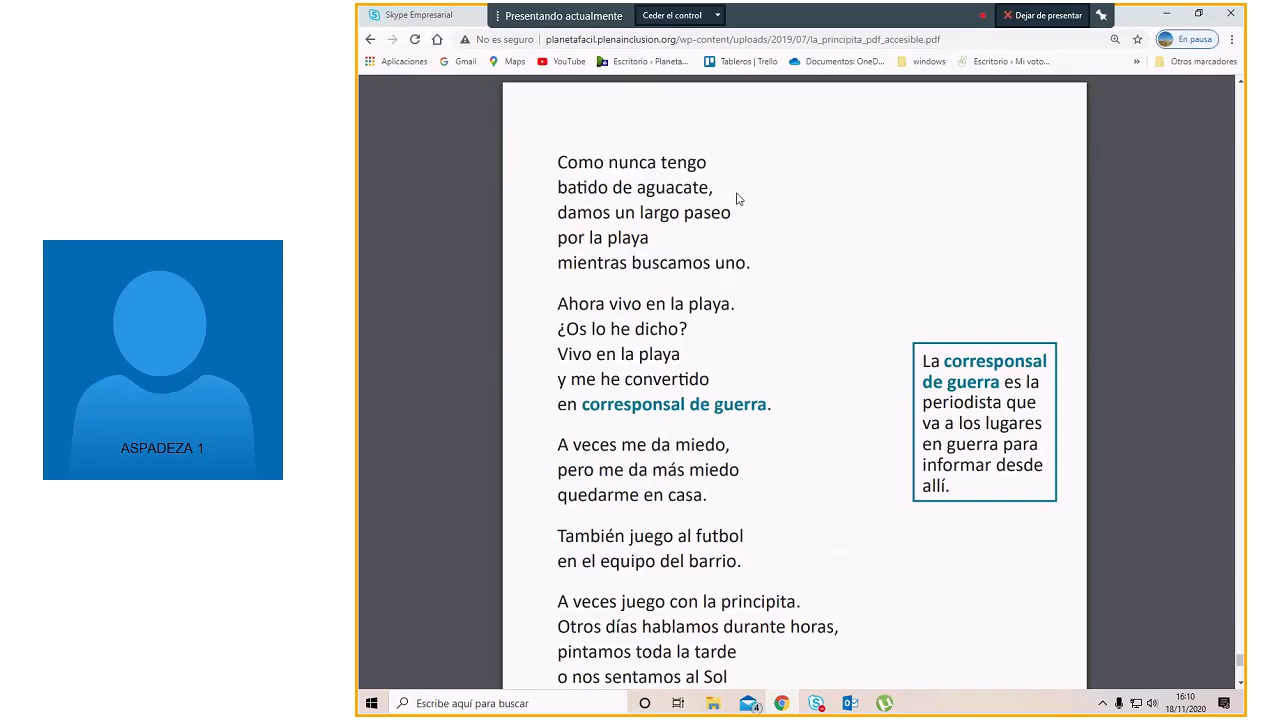 Skype Empresarial
Presentando actualmente
Ceder el control
Dejar de presentar
No es seguro
planetafacil.plenainclusion.org/wp-content/uploads/2019/07/la_principita_pdf_accesible.pdf
En pausa
Aplicaciones
Gmail
Maps
YouTube
Escritorio ‹ Planeta...
Tableros | Trello
Documentos: OneD...
windows
Escritorio ‹ Mi voto...
»
Otros marcadores
Como nunca tengo
batido de aguacate,
damos un largo paseo
por la playa
mientras buscamos uno.
Ahora vivo en la playa.
¿Os lo he dicho?
Vivo en la playa
y me he convertido
en corresponsal de guerra.
A veces me da miedo,
pero me da más miedo
quedarme en casa.
También juego al futbol
en el equipo del barrio.
A veces juego con la principita.
Otros días hablamos durante horas,
pintamos toda la tarde
o nos sentamos al Sol
La corresponsal
de guerra es la
periodista que
va a los lugares
en guerra para
informar desde
allí.
ASPADEZA 1
Escribe aquí para buscar
4
16:10
18/11/2020